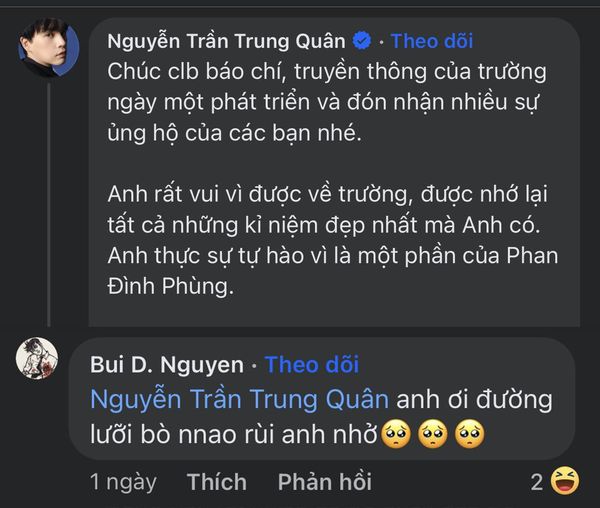 Nguyễn Trần Trung Quân · Theo dõi
Chúc clb báo chí, truyền thông của trường
ngày một phát triển và đón nhận nhiều sự
ủng hộ của các bạn nhé.
Anh rất vui vì được về trường, được nhớ lại
tất cả những kỉ niệm đẹp nhất mà Anh có.
Anh thực sự tự hào vì là một phần của Phan
Đình Phùng.
Bui D. Nguyen · Theo dõi
Nguyễn Trần Trung Quân anh ơi đường
lưỡi bò nnao rùi anh nhở🥺🥺🥺
1 ngày Thích Phản hồi 2 😆